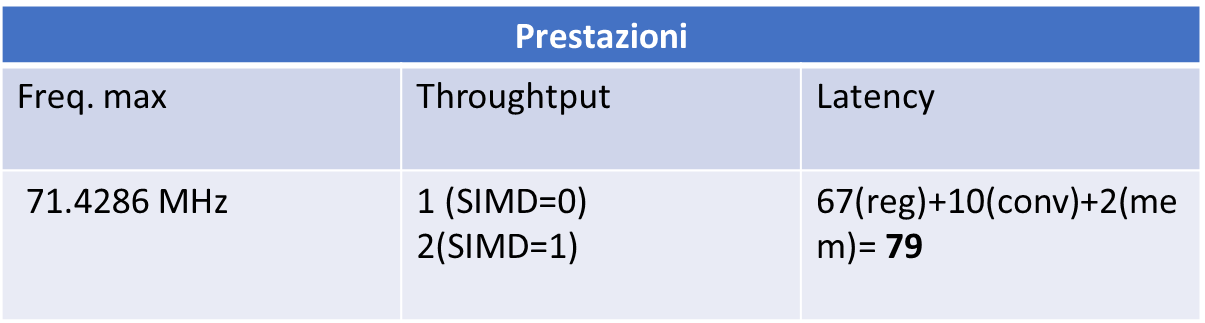 Prestazioni
Freq. max
Throughtput
Latency
71.4286 MHz
1 (SIMD=0)
2(SIMD=1)
67(reg)+10(conv)+2(me
m)= 79